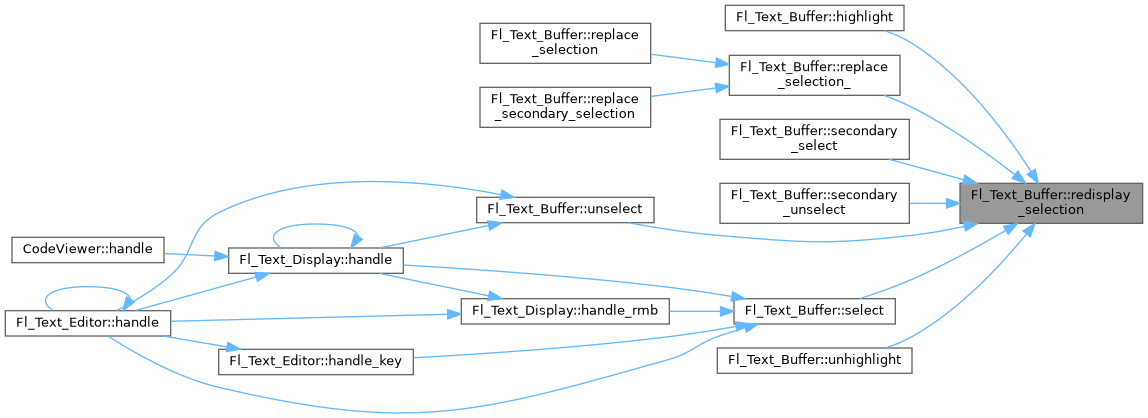 Fl_Text_Buffer::highlight
Fl_Text_Buffer::replace
_selection
Fl_Text_Buffer::replace
_selection_
Fl_Text_Buffer::replace
_secondary_selection
Fl_Text_Buffer::secondary
_select
Fl_Text_Buffer::redisplay
_selection
Fl_Text_Buffer::secondary
_unselect
Fl_Text_Buffer::unselect
CodeViewer::handle
Fl_Text_Display::handle
Fl_Text_Editor::handle
Fl_Text_Display::handle_rmb
Fl_Text_Buffer::select
Fl_Text_Editor::handle_key
Fl_Text_Buffer::unhighlight